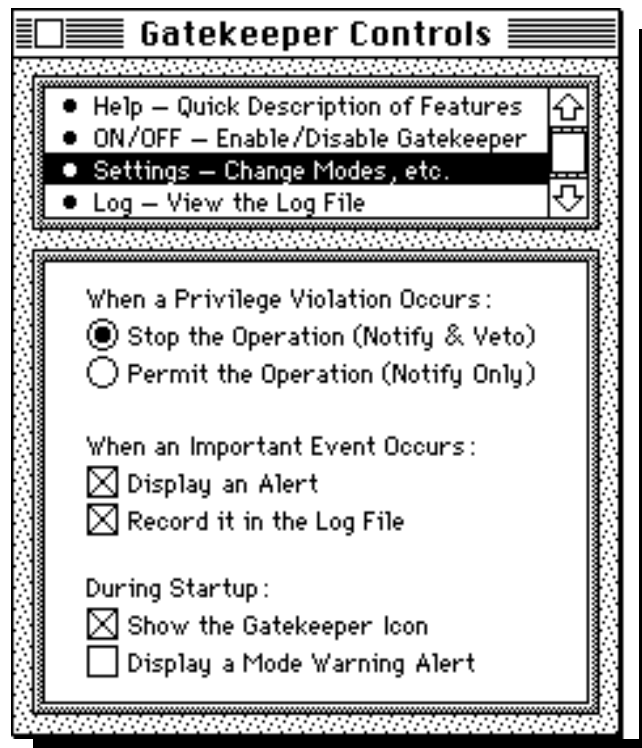 Gatekeeper Controls
• Help – Quick Description of Features
• ON/OFF – Enable/Disable Gatekeeper
• Settings – Change Modes, etc.
• Log – View the Log File
When a Privilege Violation Occurs:
Stop the Operation (Notify & Veto)
Permit the Operation (Notify Only)
When an Important Event Occurs:
Display an Alert
Record it in the Log File
During Startup:
Show the Gatekeeper Icon
Display a Mode Warning Alert